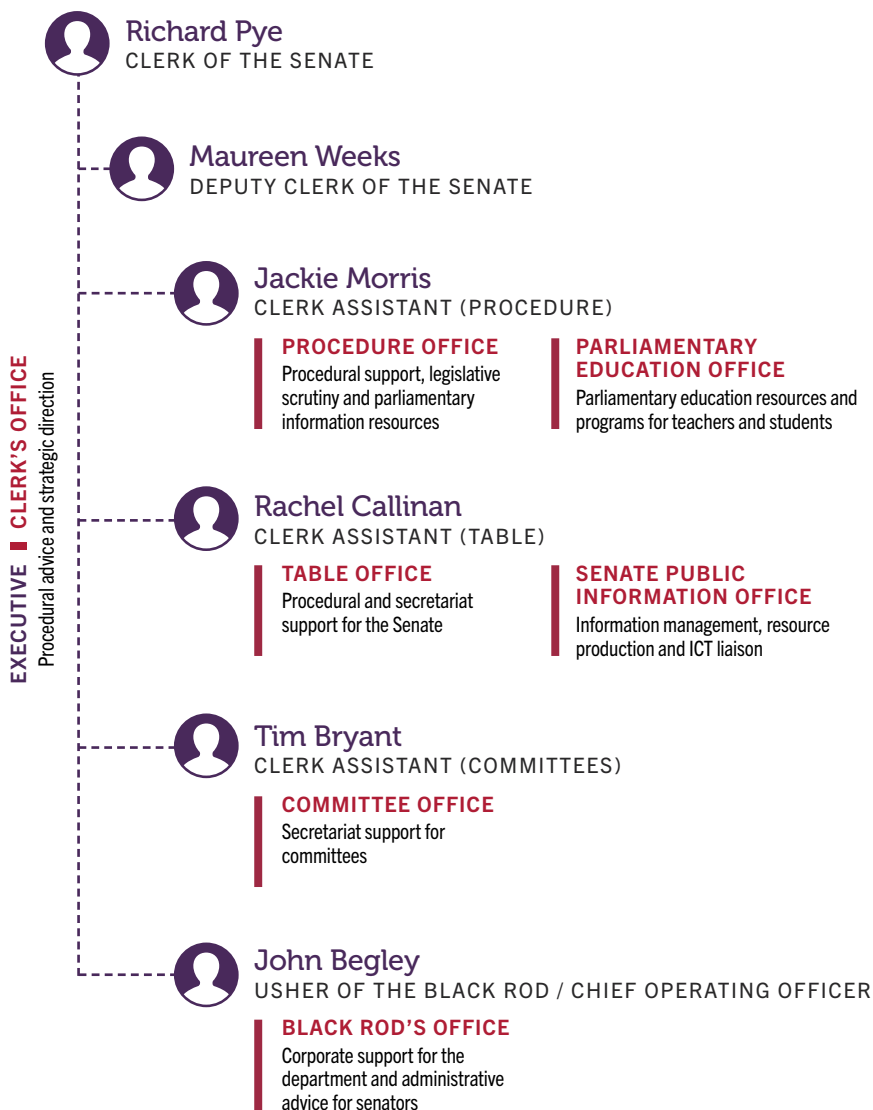 Richard Pye
CLERK OF THE SENATE
Maureen Weeks
DEPUTY CLERK OF THE SENATE
Jackie Morris
CLERK ASSISTANT (PROCEDURE)
PROCEDURE OFFICE
Procedural support, legislative
scrutiny and parliamentary
information resources
PARLIAMENTARY
EDUCATION OFFICE
Parliamentary education resources and
programs for teachers and students
EXECUTIVE CLERK'S OFFICE
Procedural advice and strategic direction
Rachel Callinan
CLERK ASSISTANT (TABLE)
TABLE OFFICE
Procedural and secretariat
support for the Senate
SENATE PUBLIC
INFORMATION OFFICE
Information management, resource
production and ICT liaison
Tim Bryant
CLERK ASSISTANT (COMMITTEES)
COMMITTEE OFFICE
Secretariat support for
committees
John Begley
USHER OF THE BLACK ROD / CHIEF OPERATING OFFICER
BLACK ROD'S OFFICE
Corporate support for the
department and administrative
advice for senators